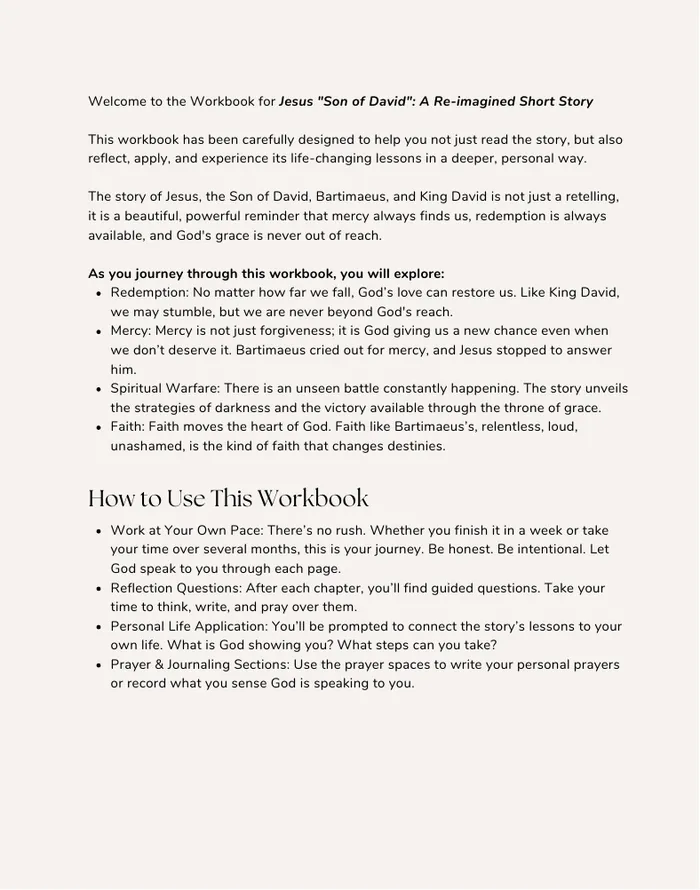 Welcome to the Workbook for Jesus "Son of David": A Re-imagined Short Story
This workbook has been carefully designed to help you not just read the story, but also
reflect, apply, and experience its life-changing lessons in a deeper, personal way.
The story of Jesus, the Son of David, Bartimaeus, and King David is not just a retelling,
it is a beautiful, powerful reminder that mercy always finds us, redemption is always
available, and God's grace is never out of reach.
As you journey through this workbook, you will explore:
• Redemption: No matter how far we fall, God’s love can restore us. Like King David,
we may stumble, but we are never beyond God's reach.
• Mercy: Mercy is not just forgiveness; it is God giving us a new chance even when
we don’t deserve it. Bartimaeus cried out for mercy, and Jesus stopped to answer
him.
• Spiritual Warfare: There is an unseen battle constantly happening. The story unveils
the strategies of darkness and the victory available through the throne of grace.
• Faith: Faith moves the heart of God. Faith like Bartimaeus’s, relentless, loud,
unashamed, is the kind of faith that changes destinies.
How to Use This Workbook
• Work at Your Own Pace: There’s no rush. Whether you finish it in a week or take
your time over several months, this is your journey. Be honest. Be intentional. Let
God speak to you through each page.
• Reflection Questions: After each chapter, you’ll find guided questions. Take your
time to think, write, and pray over them.
• Personal Life Application: You’ll be prompted to connect the story’s lessons to your
own life. What is God showing you? What steps can you take?
• Prayer & Journaling Sections: Use the prayer spaces to write your personal prayers
or record what you sense God is speaking to you.